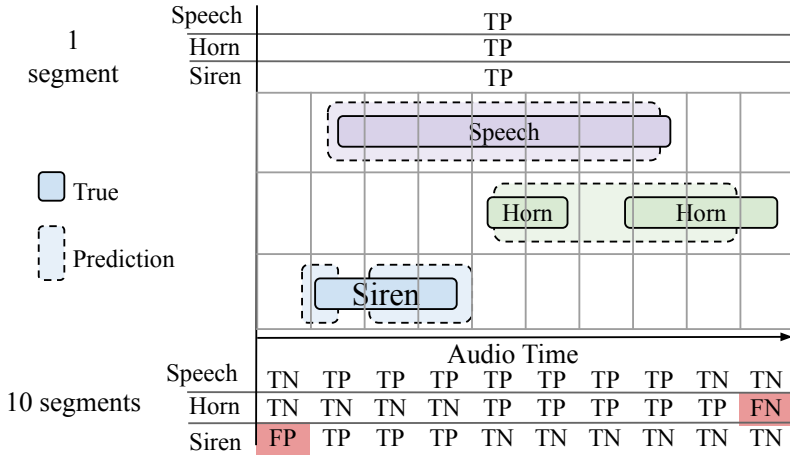 Speech TP
1 segment
Horn TP
Siren TP
Speech
True
Horn Horn
Prediction
Siren
Audio Time
Speech TN TP TP TP TP TP TP TP TN TN
10 segments
Horn TN TN TN TN TP TP TP TP TP FN
Siren FP TP TP TP TN TN TN TN TN TN